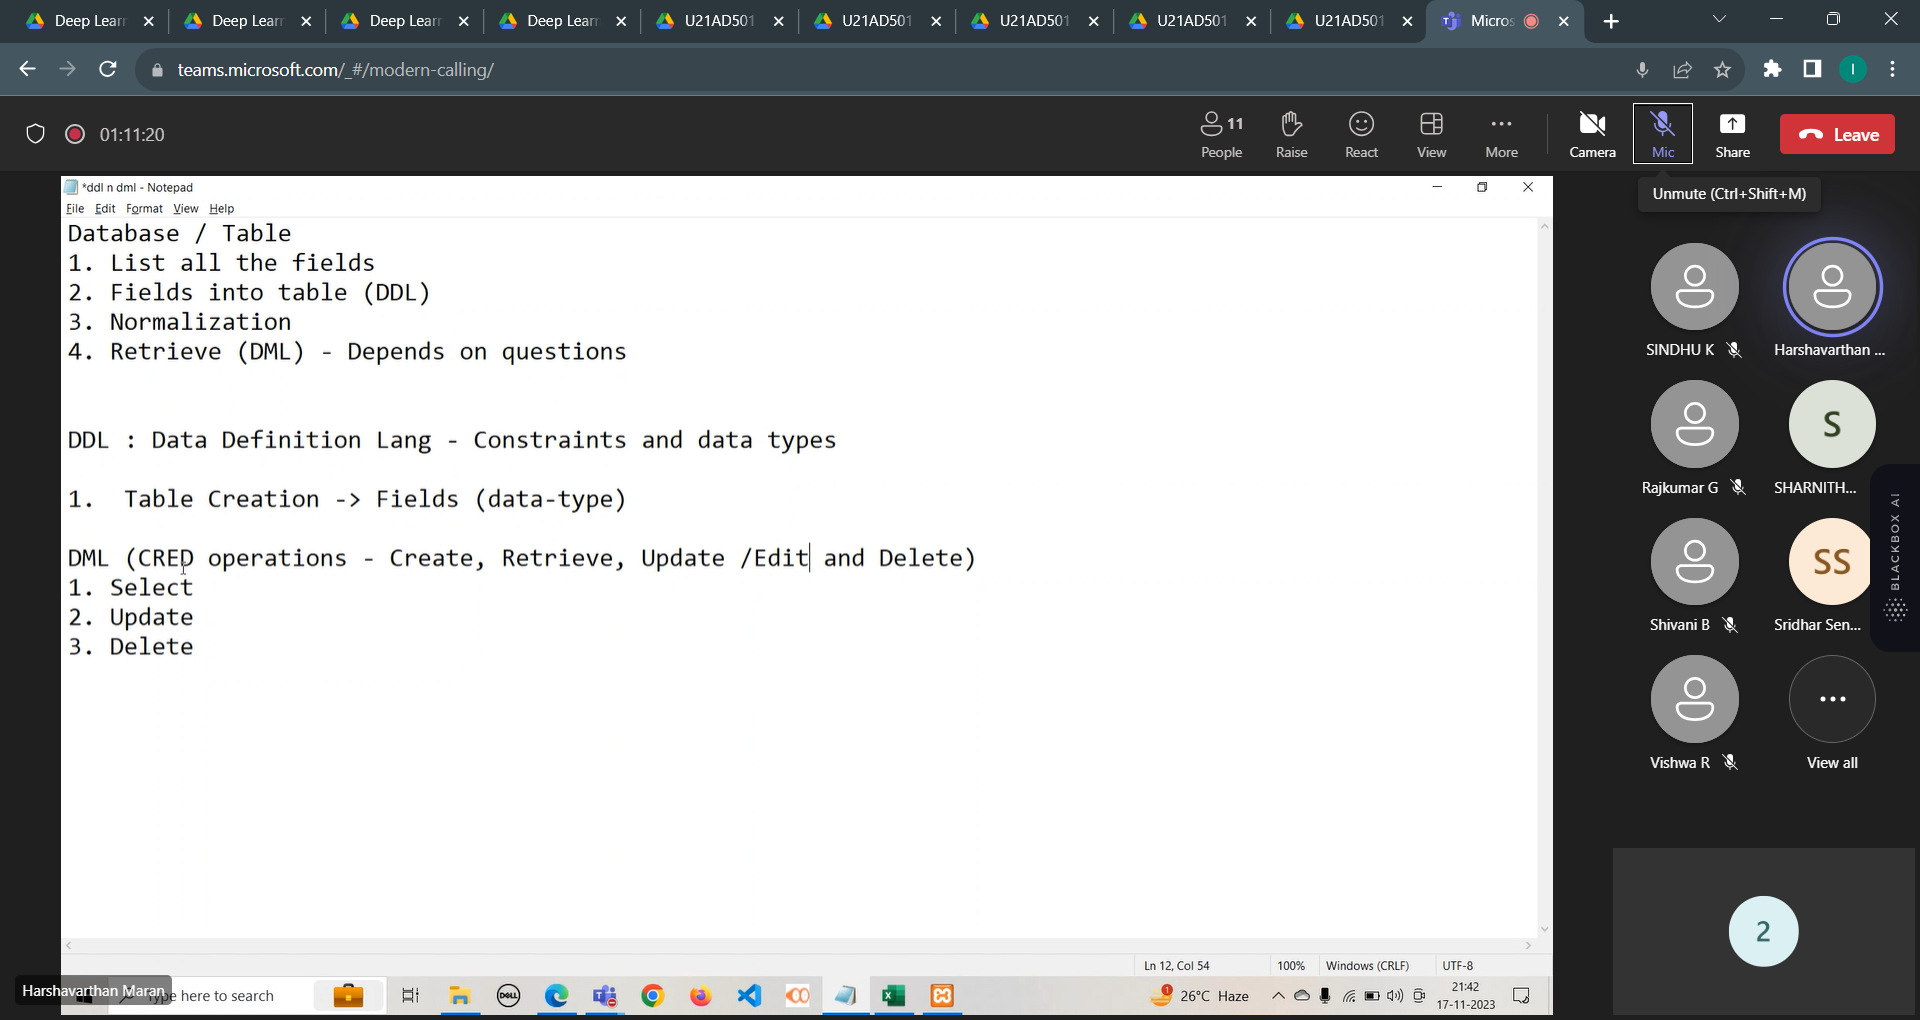 Deep Lear
Deep Lear
Deep Lear
Deep Lear
U21AD501
U21AD501
U21AD501
U21AD501
U21AD501
Micros
teams.microsoft.com/_#/modern-calling/
I
01:11:20
11
People
Raise
React
View
More
Camera
Mic
Share
Leave
Unmute (Ctrl+Shift+M)
*ddl n dml - Notepad
File Edit Format View Help
Database / Table
1. List all the fields
2. Fields into table (DDL)
3. Normalization
4. Retrieve (DML) - Depends on questions
DDL : Data Definition Lang - Constraints and data types
1.  Table Creation -> Fields (data-type)
DML (CRED operations - Create, Retrieve, Update /Edit and Delete)
1. Select
2. Update
3. Delete
SINDHU K
Harshavarthan ...
Rajkumar G
S
SHARNITH...
Shivani B
SS
Sridhar Sen...
Vishwa R
View all
BLACKBOX AI
2
Ln 12, Col 54
100%
Windows (CRLF)
UTF-8
Harshavarthan Maran
here to search
DELL
1
26°C Haze
21:42
17-11-2023